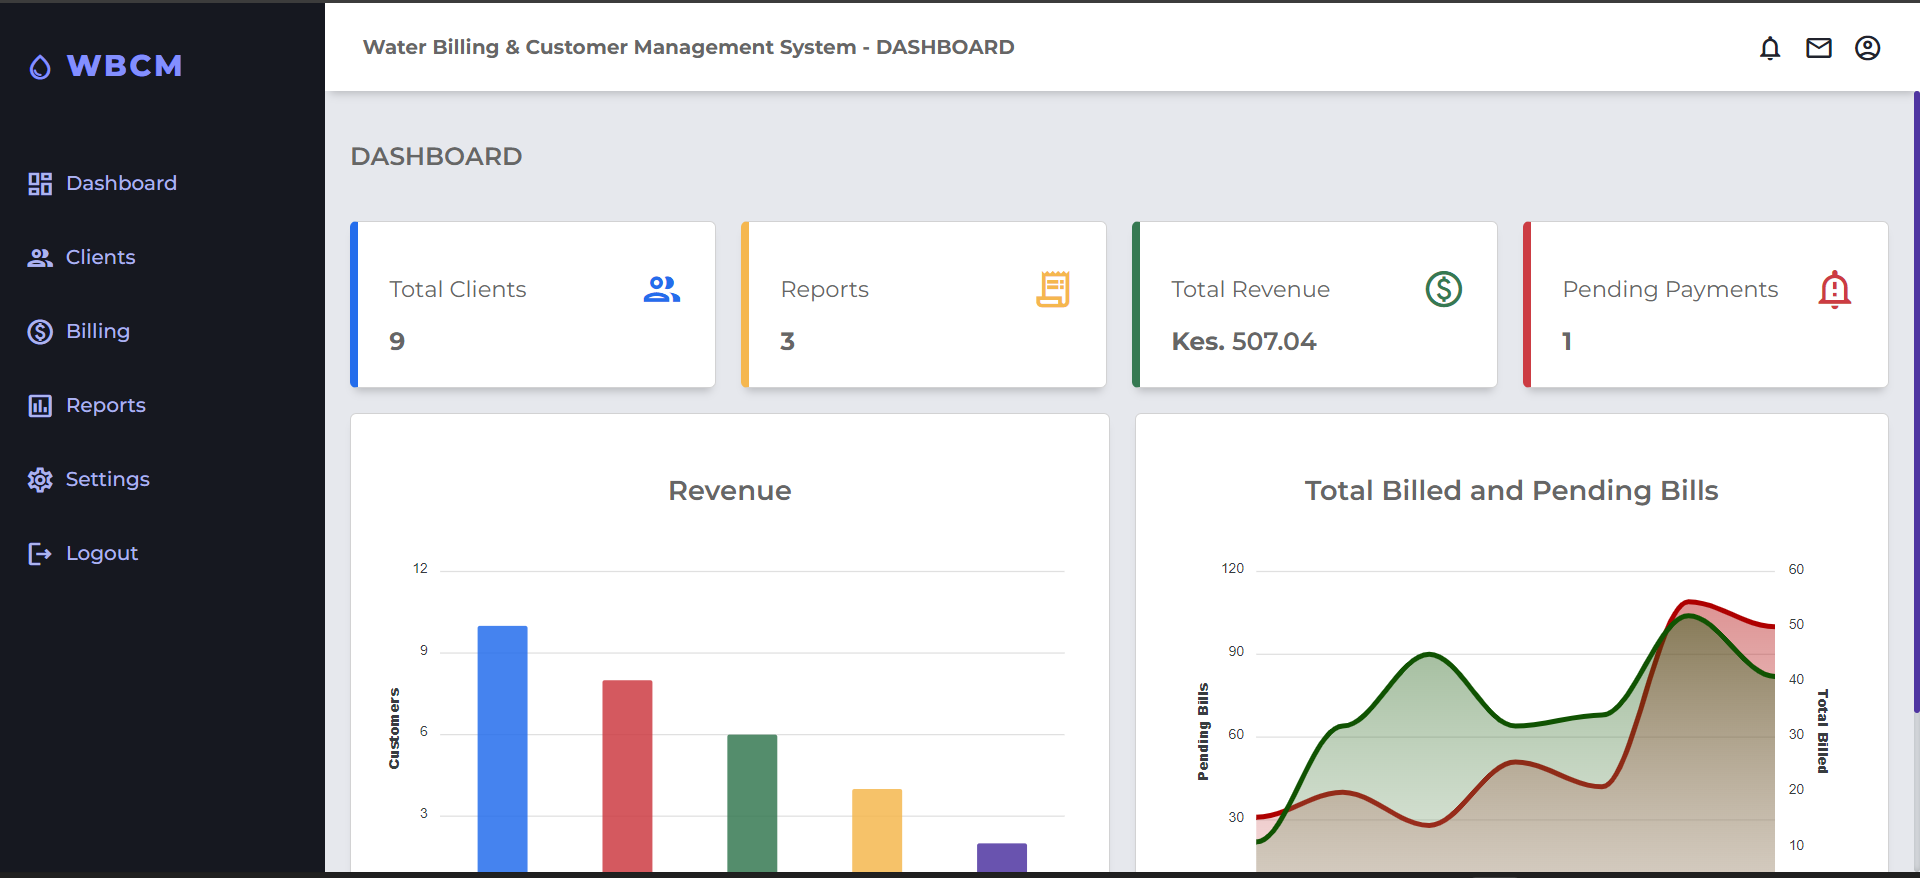 WBCM
Dashboard
Clients
Billing
Reports
Settings
Logout
Water Billing & Customer Management System - DASHBOARD
DASHBOARD
Total Clients
9
Reports
3
Total Revenue
Kes. 507.04
Pending Payments
1
Revenue
12
9
6
3
Customers
Total Billed and Pending Bills
120
90
60
30
Pending Bills
60
50
40
30
20
10
Total Billed